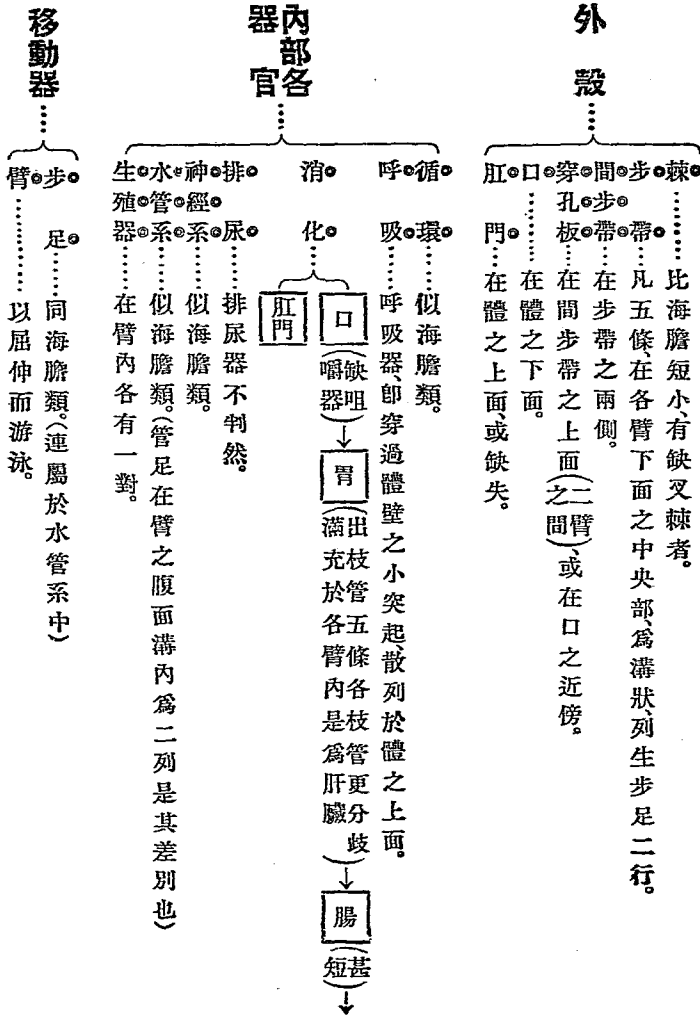 外殼
棘……比海膽短小、有缺叉棘者。
步帶……凡五條、在各臂下面之中央部、爲溝狀、列生步足二行。
間步帶……在步帶之兩側。
穿孔板……在間步帶之上面(二臂之間)、或在口之近傍。
口……在體之下面。
肛門……在體之上面、或缺失。
內部各器官
循環……似海膽類。
呼吸……呼吸器、卽穿過體壁之小突起、散列於體之上面。
消化
口(缺咀嚼器)→胃(出枝管五條各枝管更分歧滿充於各臂內是爲肝臟)→腸(甚短)→
肛門
排尿……排尿器不判然。
神經系……似海膽類。
水管系……似海膽類。(管足在臂之腹面溝內爲二列是其差別也)
生殖器……在臂內各有一對。
移動器
步足……同海膽類。(連屬於水管系中)
臂……以屈伸而游泳。